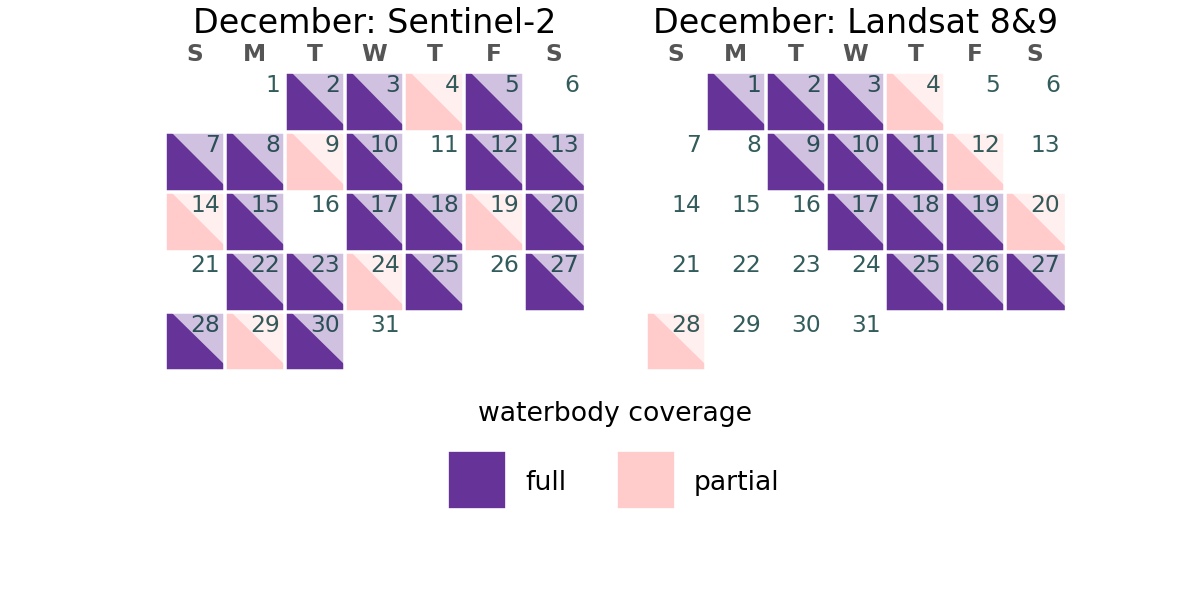 December: Sentinel-2
S M T W T F S
1 2 3 4 5 6
7 8 9 10 11 12 13
14 15 16 17 18 19 20
21 22 23 24 25 26 27
28 29 30 31
December: Landsat 8&9
S M T W T F S
1 2 3 4 5 6
7 8 9 10 11 12 13
14 15 16 17 18 19 20
21 22 23 24 25 26 27
28 29 30 31
waterbody coverage
full partial